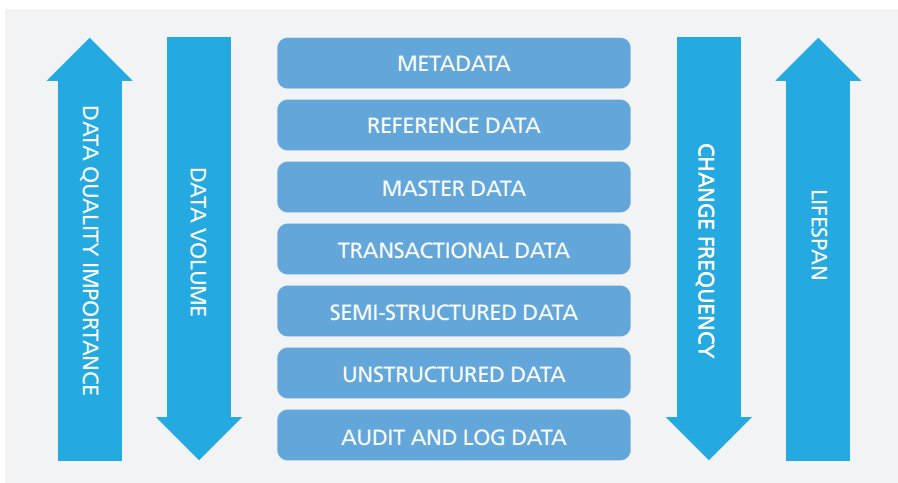 DATA QUALITY IMPORTANCE
DATA VOLUME
METADATA
REFERENCE DATA
MASTER DATA
TRANSACTIONAL DATA
SEMI-STRUCTURED DATA
UNSTRUCTURED DATA
AUDIT AND LOG DATA
CHANGE FREQUENCY
LIFESPAN